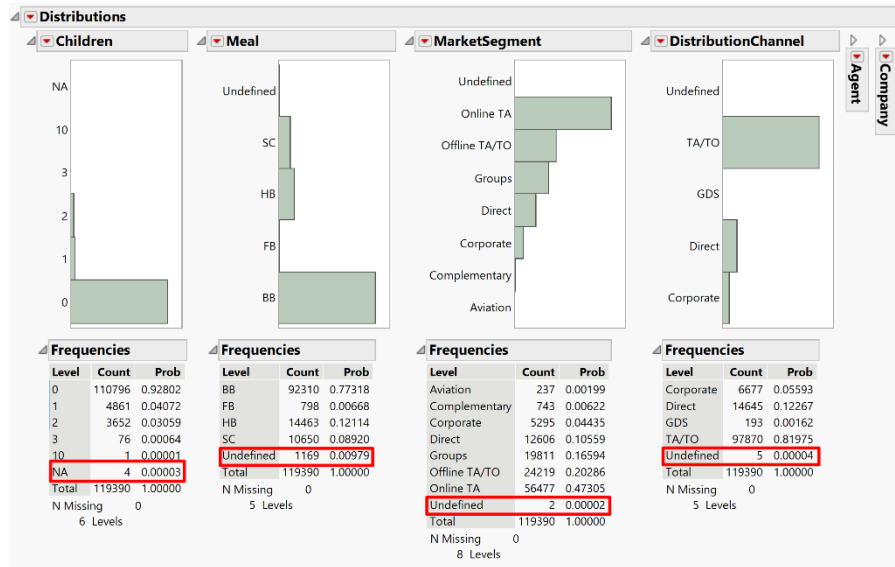 Distributions
Children
NA
10
3
2
1
0
Frequencies
Level Count Prob
0 110796 0.92802
1 4861 0.04072
2 3652 0.03059
3 76 0.00064
10 1 0.00001
NA 4 0.00003
Total 119390 1.00000
N Missing 0
6 Levels
Meal
Undefined
SC
HB
FB
BB
Frequencies
Level Count Prob
BB 92310 0.77318
FB 798 0.00668
HB 14463 0.12114
SC 10650 0.08920
Undefined 1169 0.00979
Total 119390 1.00000
N Missing 0
5 Levels
MarketSegment
Undefined
Online TA
Offline TA/TO
Groups
Direct
Corporate
Complementary
Aviation
Frequencies
Level Count Prob
Aviation 237 0.00199
Complementary 743 0.00622
Corporate 5295 0.04435
Direct 12606 0.10559
Groups 19811 0.16594
Offline TA/TO 24219 0.20286
Online TA 56477 0.47305
Undefined 2 0.00002
Total 119390 1.00000
N Missing 0
8 Levels
DistributionChannel
Undefined
TA/TO
GDS
Direct
Corporate
Frequencies
Level Count Prob
Corporate 6677 0.05593
Direct 14645 0.12267
GDS 193 0.00162
TA/TO 97870 0.81975
Undefined 5 0.00004
Total 119390 1.00000
N Missing 0
5 Levels
Agent
Company